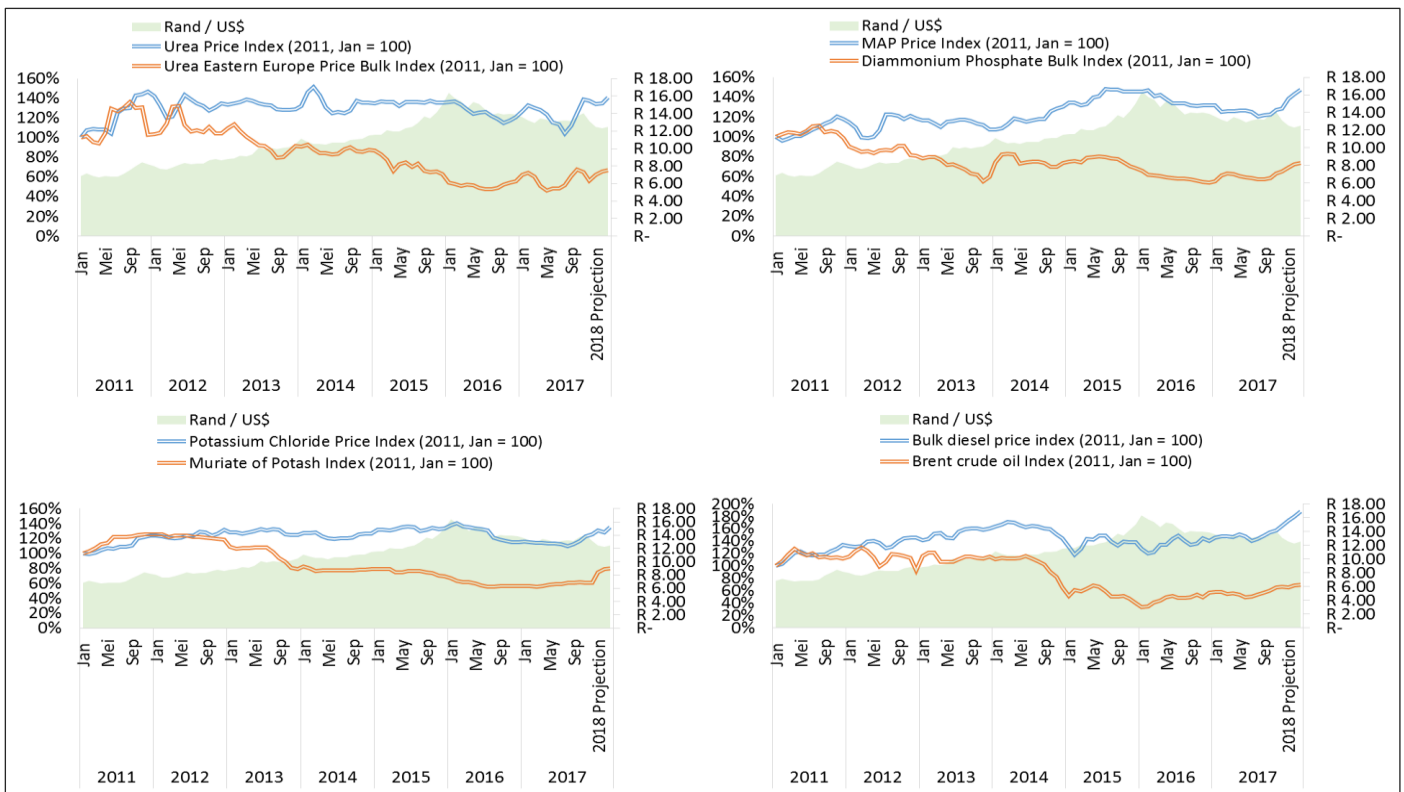 Rand / US$
Urea Price Index (2011, Jan = 100)
Urea Eastern Europe Price Bulk Index (2011, Jan = 100)
160%
140%
120%
100%
80%
60%
40%
20%
0%
R 18.00
R 16.00
R 14.00
R 12.00
R 10.00
R 8.00
R 6.00
R 4.00
R 2.00
R-
Jan Mei Sep Jan Mei Sep Jan Mei Sep Jan Mei Sep Jan May Sep Jan May Sep Jan May Sep 2018 Projection
2011 2012 2013 2014 2015 2016 2017
Rand / US$
MAP Price Index (2011, Jan = 100)
Diammonium Phosphate Bulk Index (2011, Jan = 100)
160%
140%
120%
100%
80%
60%
40%
20%
0%
R 18.00
R 16.00
R 14.00
R 12.00
R 10.00
R 8.00
R 6.00
R 4.00
R 2.00
R-
Jan Mei Sep Jan Mei Sep Jan Mei Sep Jan Mei Sep Jan May Sep Jan May Sep Jan May Sep 2018 Projection
2011 2012 2013 2014 2015 2016 2017
Rand / US$
Potassium Chloride Price Index (2011, Jan = 100)
Muriate of Potash Index (2011, Jan = 100)
160%
140%
120%
100%
80%
60%
40%
20%
0%
R 18.00
R 16.00
R 14.00
R 12.00
R 10.00
R 8.00
R 6.00
R 4.00
R 2.00
R-
Jan Mei Sep Jan Mei Sep Jan Mei Sep Jan Mei Sep Jan May Sep Jan May Sep Jan May Sep 2018 Projection
2011 2012 2013 2014 2015 2016 2017
Rand / US$
Bulk diesel price index (2011, Jan = 100)
Brent crude oil Index (2011, Jan = 100)
200%
180%
160%
140%
120%
100%
80%
60%
40%
20%
0%
R 18.00
R 16.00
R 14.00
R 12.00
R 10.00
R 8.00
R 6.00
R 4.00
R 2.00
R-
Jan Mei Sep Jan Mei Sep Jan Mei Sep Jan Mei Sep Jan May Sep Jan May Sep Jan May Sep 2018 Projection
2011 2012 2013 2014 2015 2016 2017